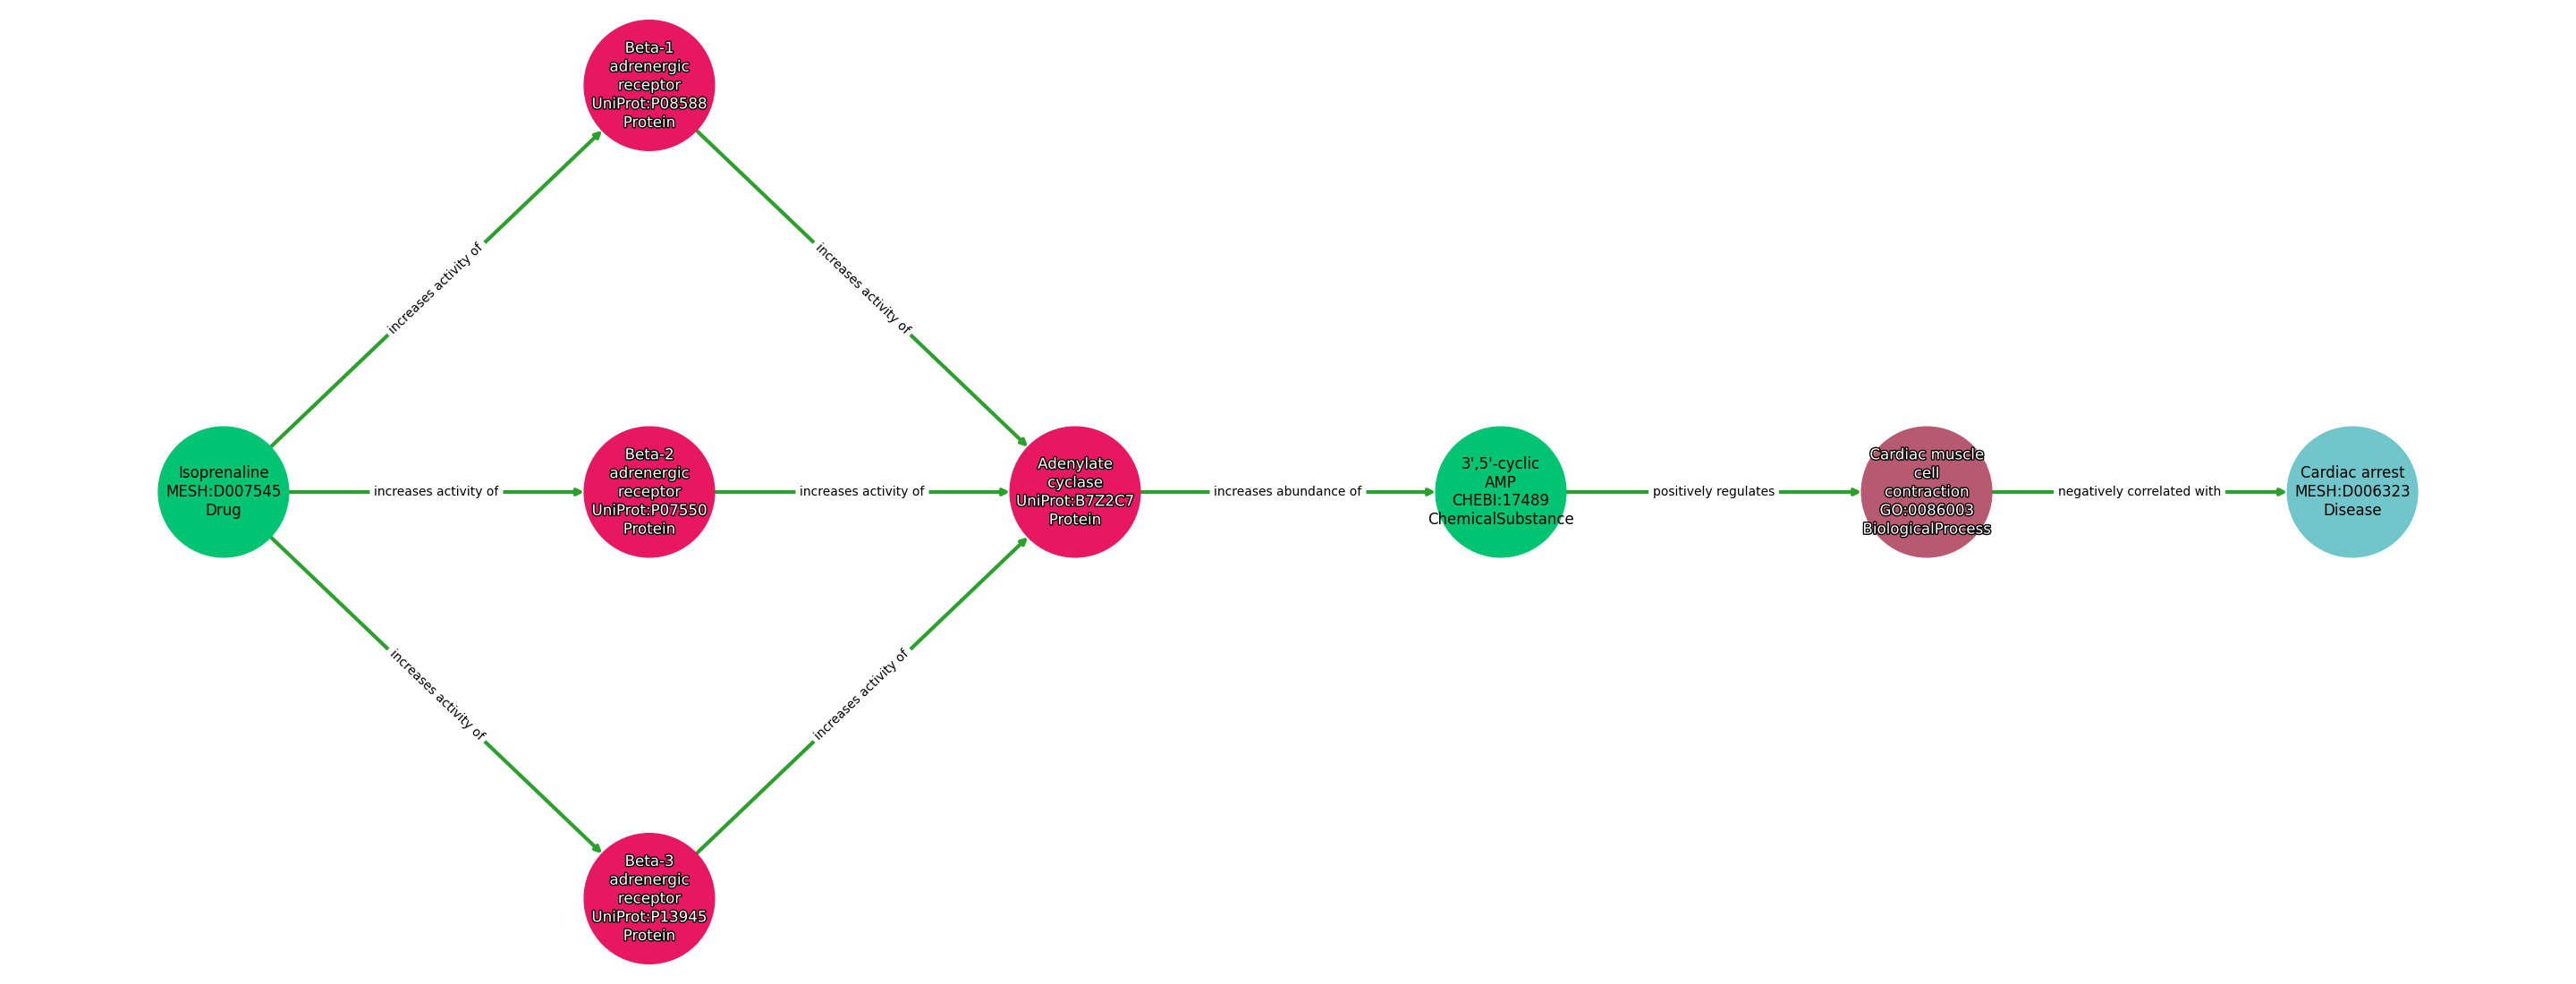 Beta-1
adrenergic
receptor
UniProt:P08588
Protein
increases activity of
increases activity of
Isoprenaline
MESH:D007545
Drug
increases activity of
Beta-2
adrenergic
receptor
UniProt:P07550
Protein
increases activity of
Adenylate
cyclase
UniProt:B7Z2C7
Protein
increases abundance of
3',5'-cyclic
AMP
CHEBI:17489
ChemicalSubstance
positively regulates
Cardiac muscle
cell
contraction
GO:0086003
BiologicalProcess
negatively correlated with
Cardiac arrest
MESH:D006323
Disease
increases activity of
increases activity of
Beta-3
adrenergic
receptor
UniProt:P13945
Protein